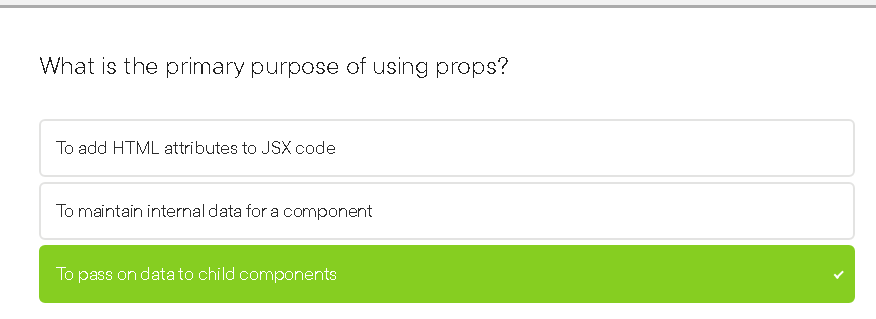 What is the primary purpose of using props?
To add HTML attributes to JSX code
To maintain internal data for a component
To pass on data to child components